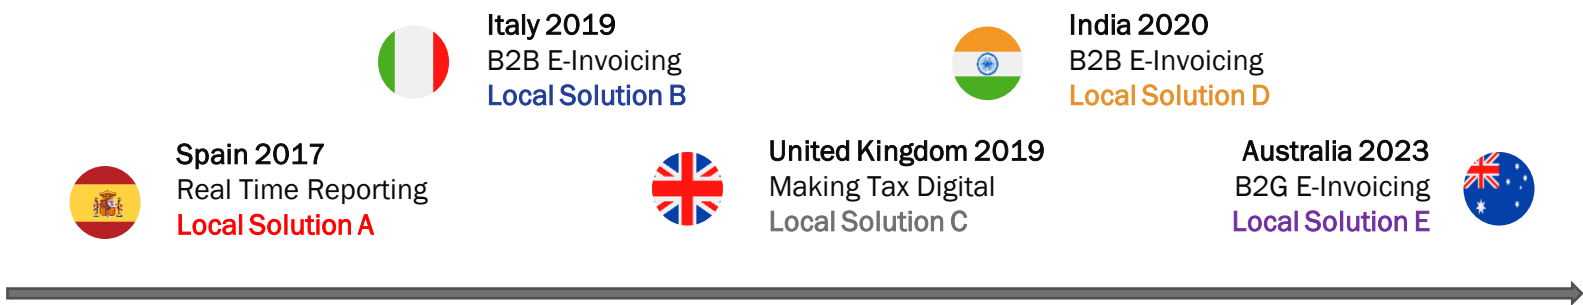 Italy 2019
B2B E-Invoicing
Local Solution B
India 2020
B2B E-Invoicing
Local Solution D
Spain 2017
Real Time Reporting
Local Solution A
United Kingdom 2019
Making Tax Digital
Local Solution C
Australia 2023
B2G E-Invoicing
Local Solution E